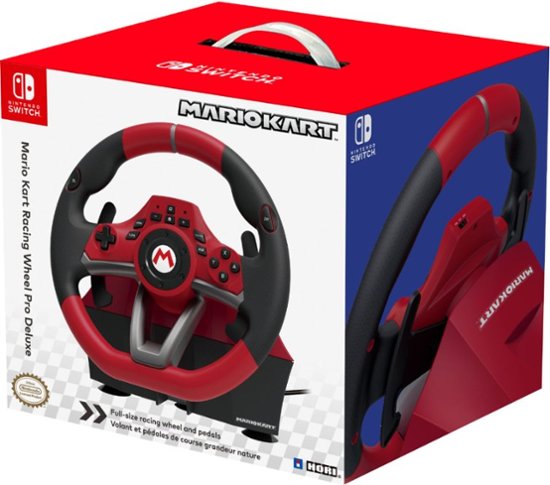 NINTENDO
SWITCH
NINTENDO
SWITCH
MARIOKART
NINTENDO
SWITCH
Mario Kart Racing Wheel Pro Deluxe
M
MARIOKART
MARIOKART
Full-size racing wheel and pedals
Volant et pédales de course grandeur nature
HORI